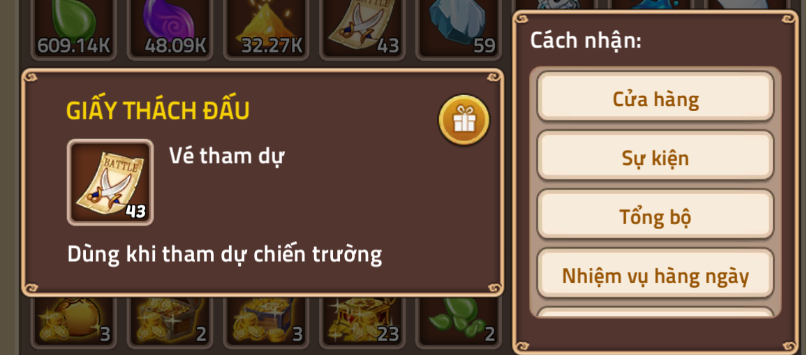 609.14K
48.09K
32.27K
43
59
GIẤY THÁCH ĐẤU
BATTLE
43
Vé tham dự
Dùng khi tham dự chiến trường
3
2
3
23
2
Cách nhận:
Cửa hàng
Sự kiện
Tổng bộ
Nhiệm vụ hàng ngày